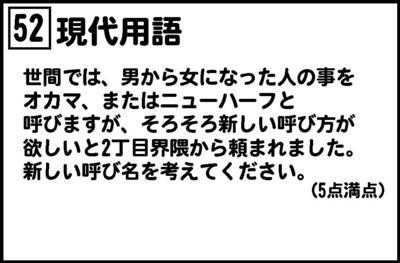 52 現代用語
世間では、男から女になった人の事を
オカマ、またはニューハーフと
呼びますが、そろそろ新しい呼び方が
欲しいと2丁目界隈から頼まれました。
新しい呼び名を考えてください。
(5点満点)